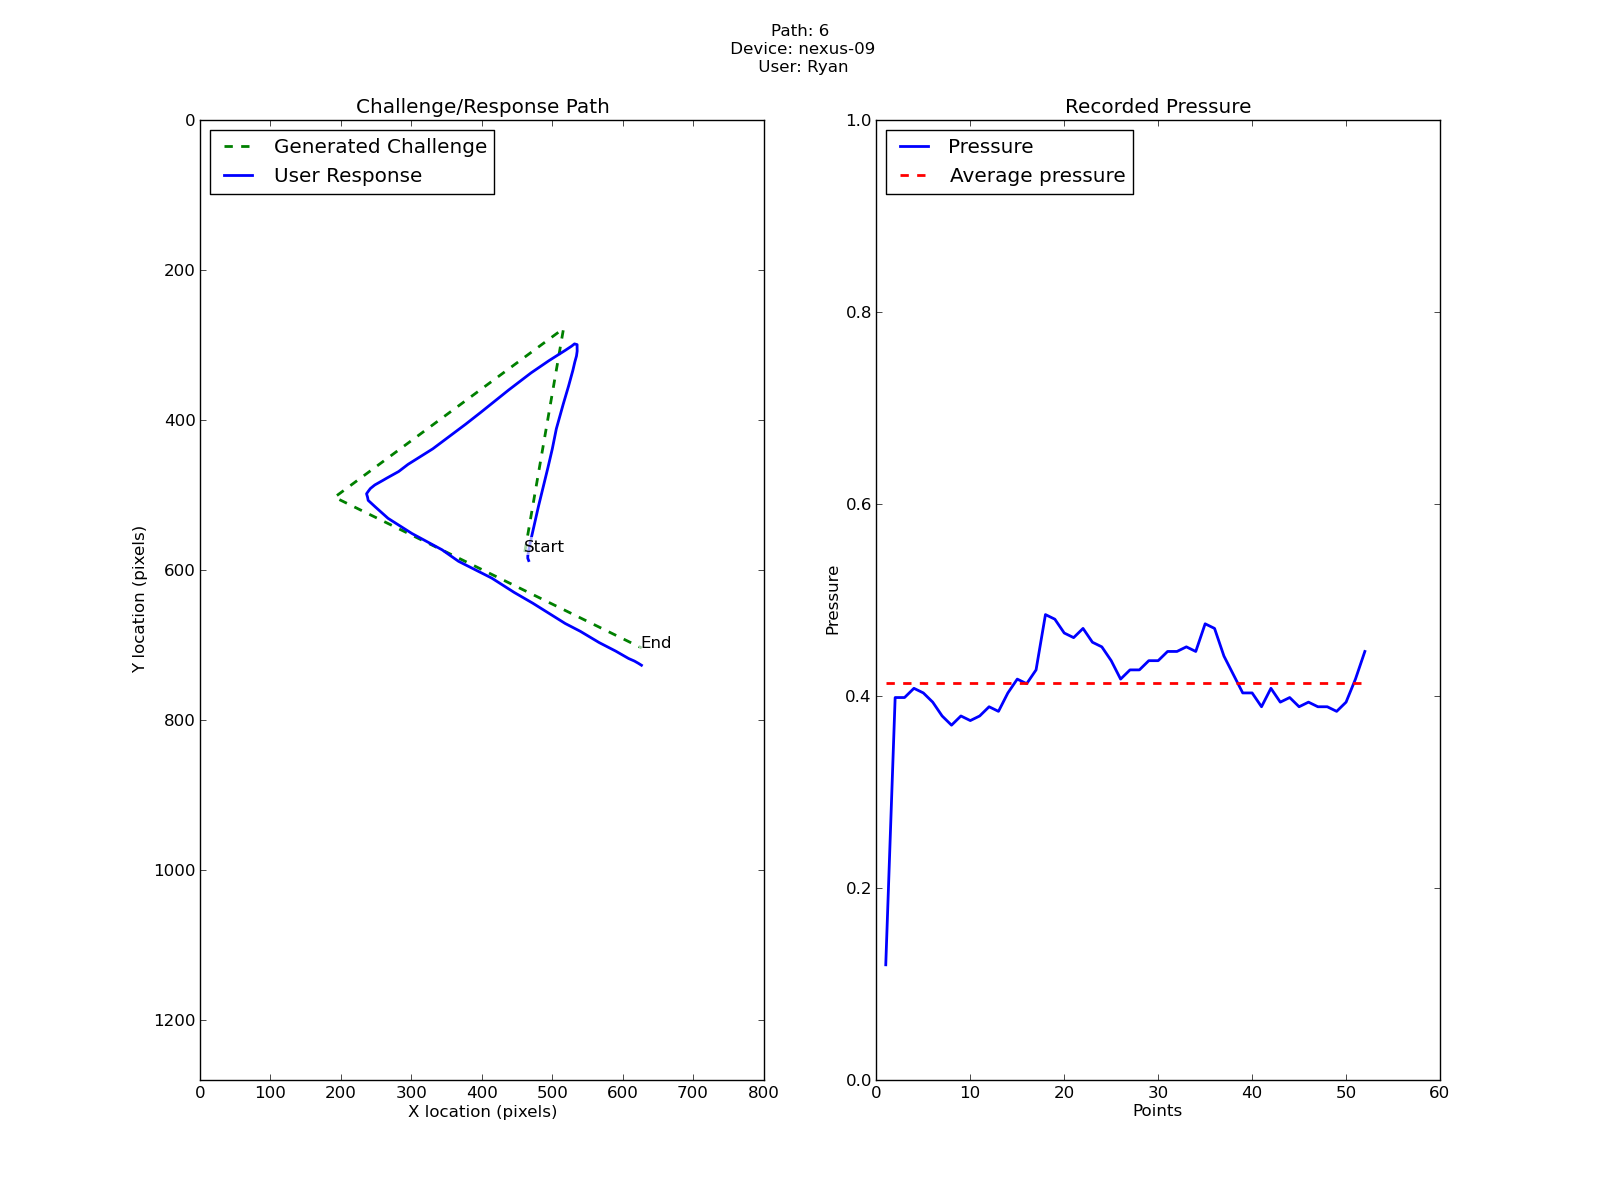 Path: 6
Device: nexus-09
User: Ryan
Challenge/Response Path
Generated Challenge
User Response
0
200
400
600
800
1000
1200
Y location (pixels)
Start
End
0 100 200 300 400 500 600 700 800
X location (pixels)
Recorded Pressure
Pressure
Average pressure
1.0
0.8
0.6
0.4
0.2
0.0
Pressure
0 10 20 30 40 50 60
Points